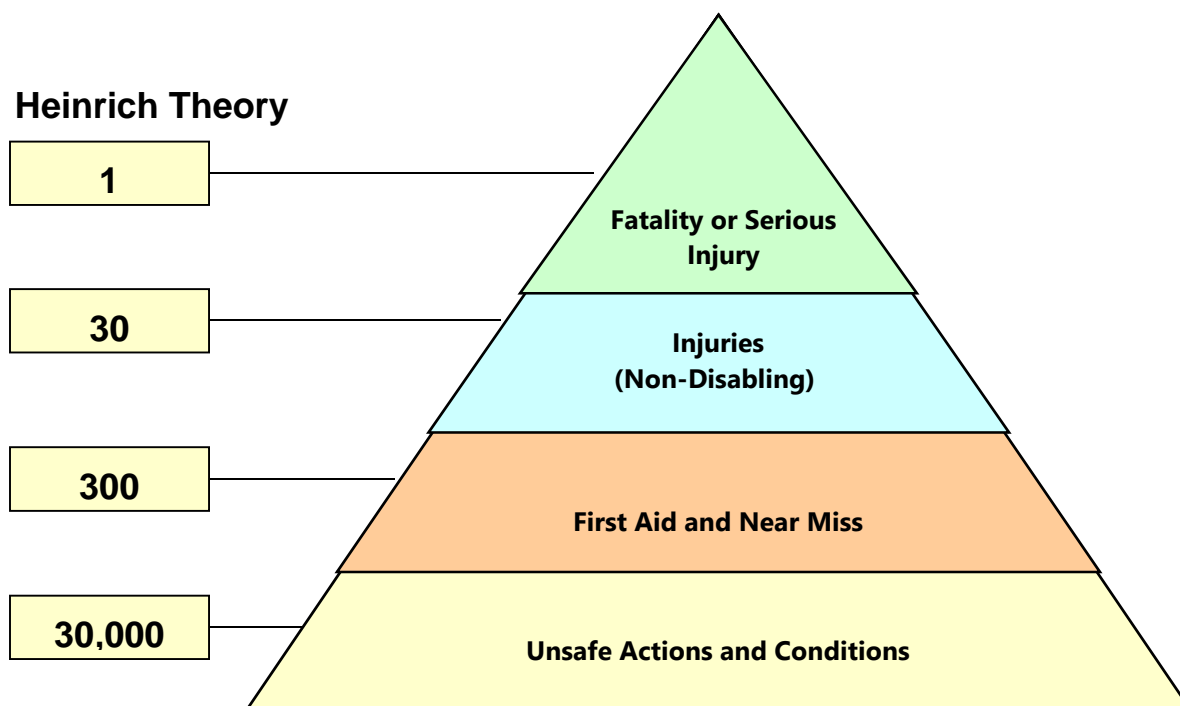 Heinrich Theory
1
Fatality or Serious
Injury
30
Injuries
(Non-Disabling)
300
First Aid and Near Miss
30,000
Unsafe Actions and Conditions